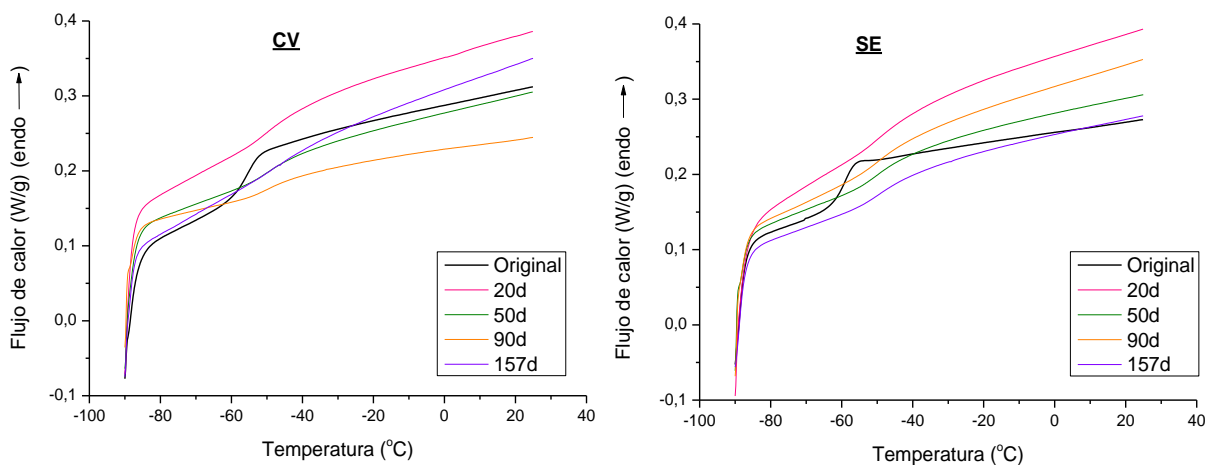 CV
Flujo de calor (W/g) (endo ⟶)
0,4
0,3
0,2
0,1
0,0
-0,1
-100 -80 -60 -40 -20 0 20 40
Temperatura (°C)
Original
20d
50d
90d
157d
SE
Flujo de calor (W/g) (endo ⟶)
0,4
0,3
0,2
0,1
0,0
-0,1
-100 -80 -60 -40 -20 0 20 40
Temperatura (°C)
Original
20d
50d
90d
157d